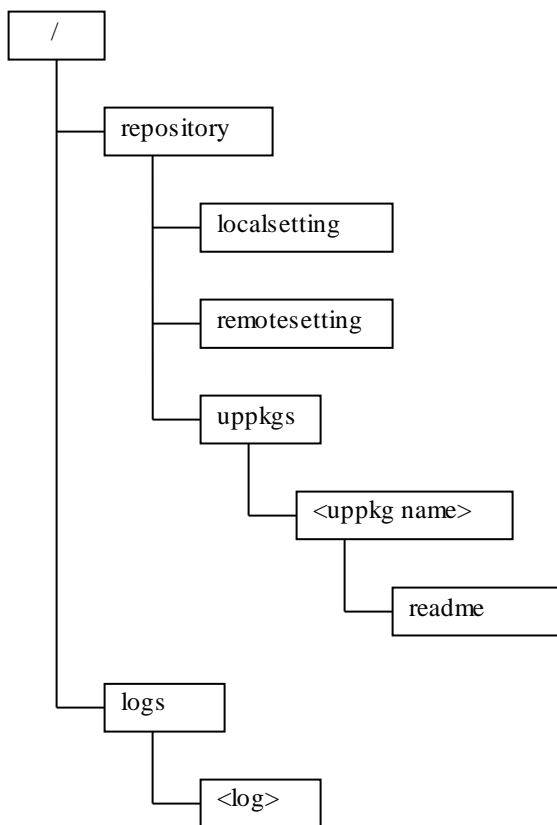 /
repository
localsetting
remotesetting
uppkgs
<uppkg name>
readme
logs
<log>